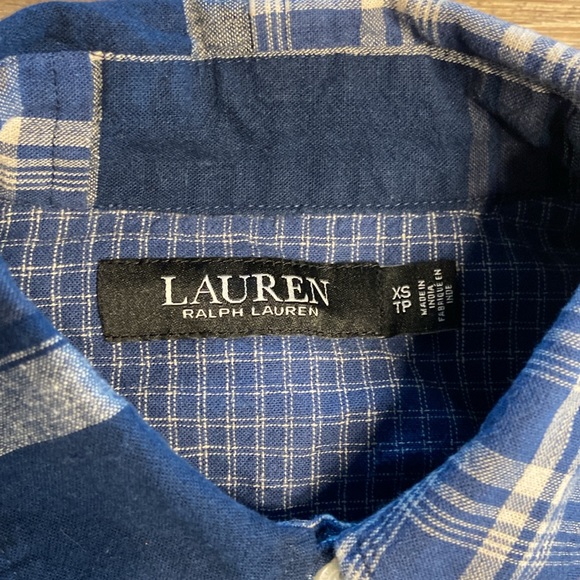 LAUREN
RALPH LAUREN
XS
TP
MADE IN
INDIA
FABRIQUÉ EN
INDE